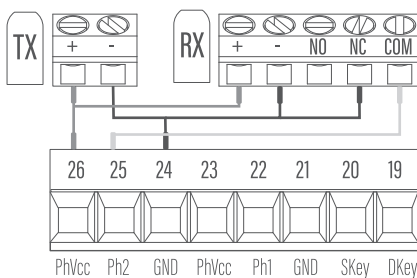 TX
+ -
RX
+ - NO NC COM
26 25 24 23 22 21 20 19
PhVcc Ph2 GND PhVcc Ph1 GND SKey DKey